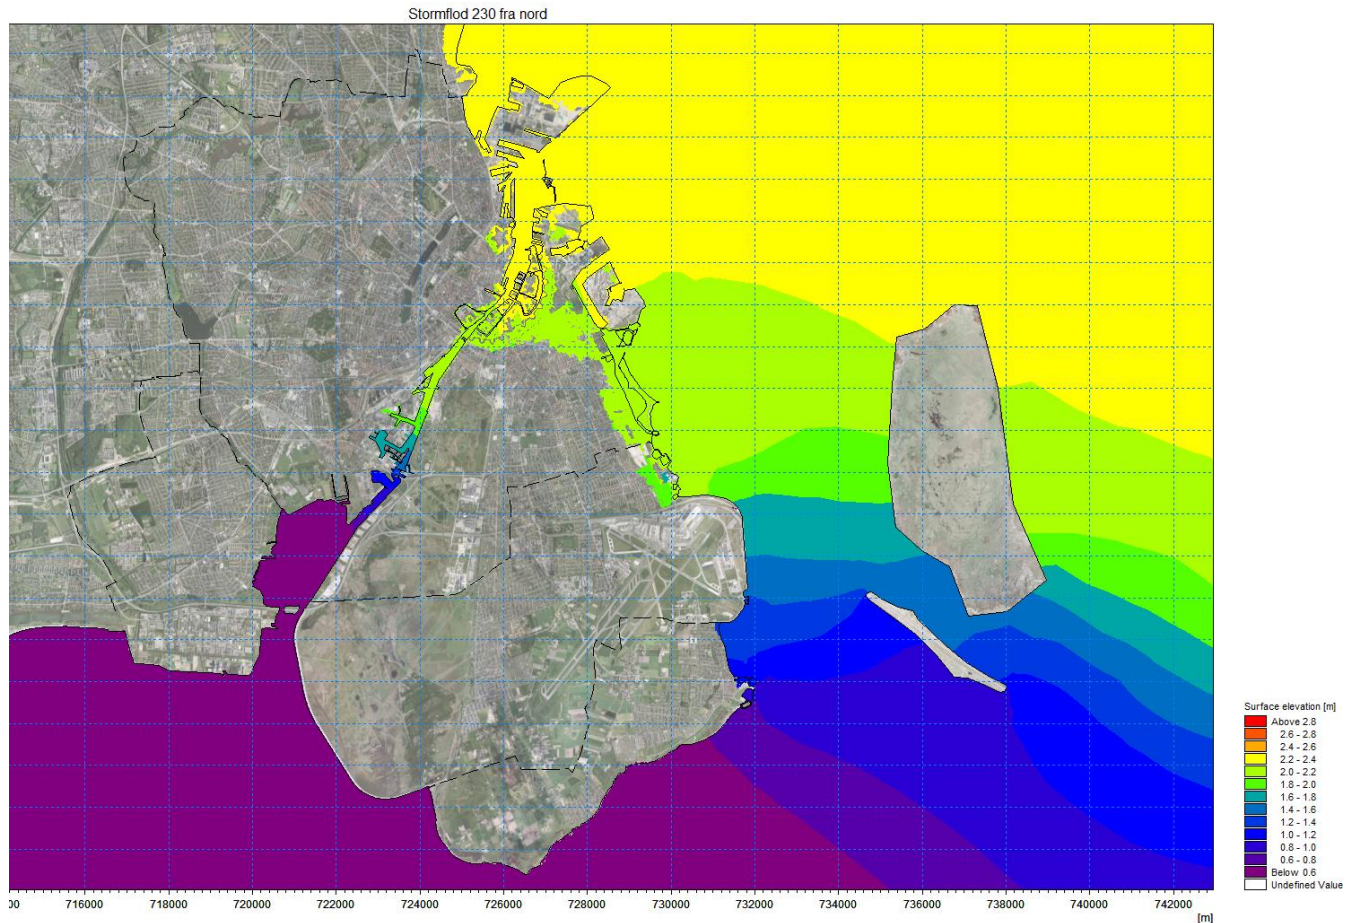 Stormflod 230 fra nord
Surface elevation [m]
Above 2.8
2.6 - 2.8
2.4 - 2.6
2.2 - 2.4
2.0 - 2.2
1.8 - 2.0
1.6 - 1.8
1.4 - 1.6
1.2 - 1.4
1.0 - 1.2
0.8 - 1.0
0.6 - 0.8
Below 0.6
Undefined Value
00 716000 718000 720000 722000 724000 726000 728000 730000 732000 734000 736000 738000 740000 742000
[m]